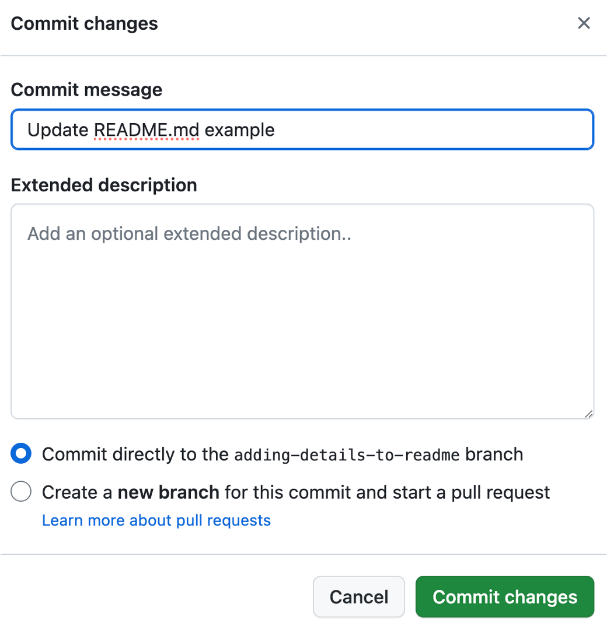 Commit changes
Commit message
Update README.md example
Extended description
Add an optional extended description..
Commit directly to the adding-details-to-readme branch
Create a new branch for this commit and start a pull request
Learn more about pull requests
Cancel
Commit changes